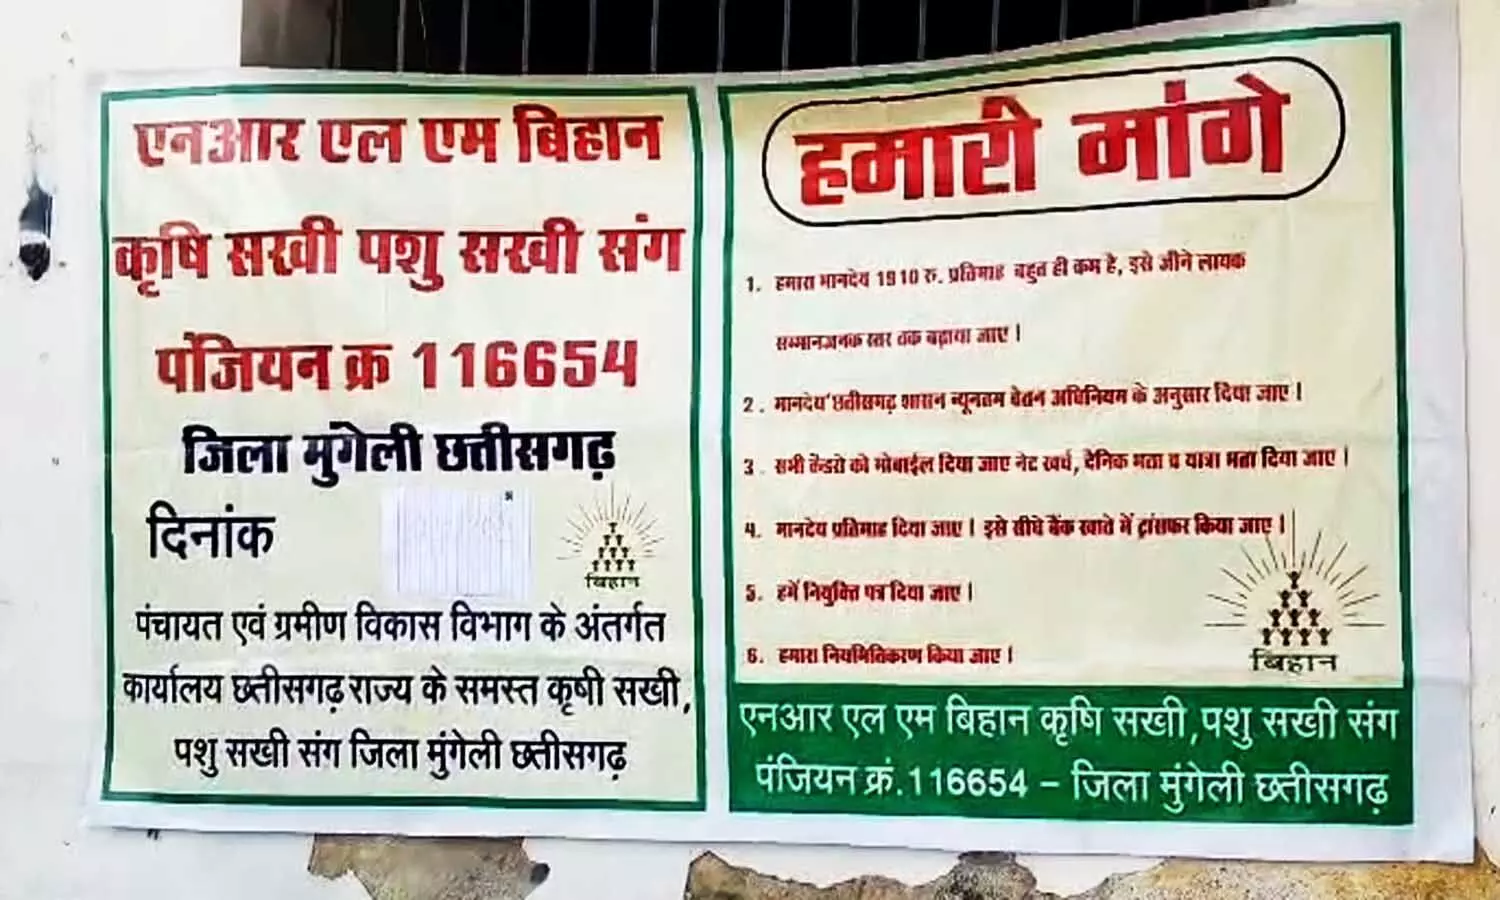 एनआर एल एम बिहान
कृषि सखी पशु सखी संग
पंजियन क्र 116654
जिला मुंगेली छत्तीसगढ़
दिनांक
बिहान
पंचायत एवं ग्रामीण विकास विभाग के अंतर्गत
कार्यालय छत्तीसगढ़ राज्य के समस्त कृषी सखी,
पशु सखी संग जिला मुंगेली छत्तीसगढ़
हमारी मांगे
1. हमारा मानदेय 1910 रु. प्रतिमाह बहुत ही कम है, इसे जीने लायक
सम्मानजनक स्तर तक बढ़ाया जाए।
2. मानदेय छत्तीसगढ़ शासन न्यूनतम वेतन अधिनियम के अनुसार दिया जाए।
3. सभी केडरो को मोबाईल दिया जाए नेट खर्च, दैनिक भत्ता व यात्रा भत्ता दिया जाए।
4. मानदेय प्रतिमाह दिया जाए। इसे सीधे बैंक खाते में ट्रांसफर किया जाए।
5. हमें नियुक्ति पत्र दिया जाए।
6. हमारा नियमितिकरण किया जाए।
बिहान
एनआर एल एम बिहान कृषि सखी,पशु सखी संग
पंजियन क्रं.116654 – जिला मुंगेली छत्तीसगढ़